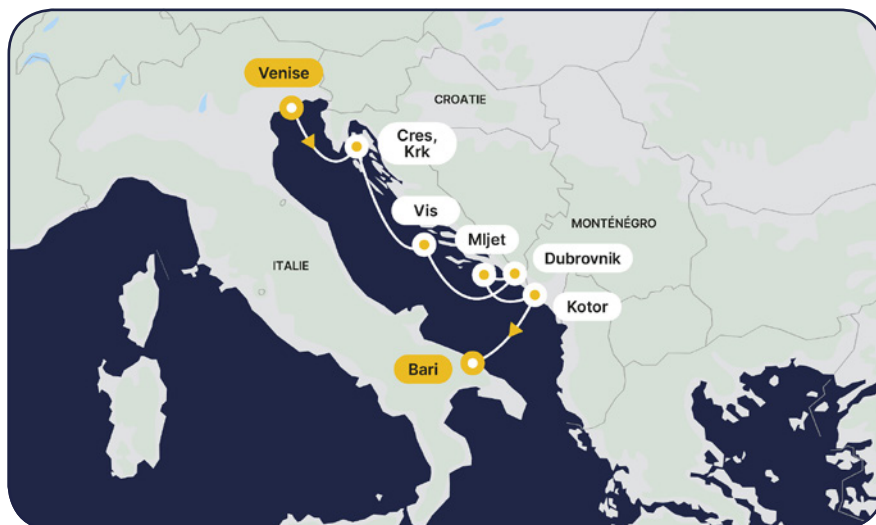 Venise
CROATIE
Cres,
Krk
Vis
MONTÉNÉGRO
Mljet
Dubrovnik
ITALIE
Kotor
Bari